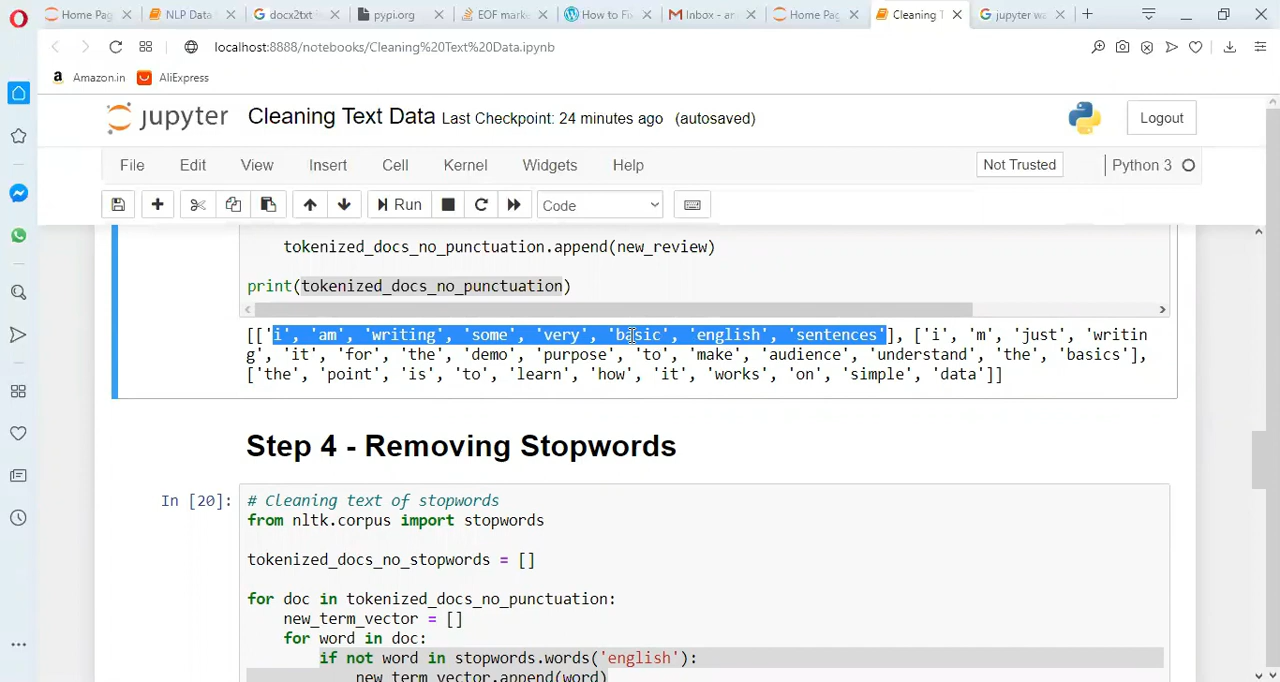 Home Pag
NLP Data
docx2txt
pypi.org
EOF mark
How to Fi
Inbox - a
Home Pag
Cleaning T
jupyter wa
localhost:8888/notebooks/Cleaning%20Text%20Data.ipynb
Amazon.in AliExpress
jupyter Cleaning Text Data Last Checkpoint: 24 minutes ago (autosaved) Logout
File Edit View Insert Cell Kernel Widgets Help Not Trusted Python 3
Run Code
tokenized_docs_no_punctuation.append(new_review)
print(tokenized_docs_no_punctuation)
[['i', 'am', 'writing', 'some', 'very', 'basic', 'english', 'sentences'], ['i', 'm', 'just', 'writin
g', 'it', 'for', 'the', 'demo', 'purpose', 'to', 'make', 'audience', 'understand', 'the', 'basics'],
['the', 'point', 'is', 'to', 'learn', 'how', 'it', 'works', 'on', 'simple', 'data']]
Step 4 - Removing Stopwords
In [20]: # Cleaning text of stopwords
from nltk.corpus import stopwords
tokenized_docs_no_stopwords = []
for doc in tokenized_docs_no_punctuation:
new_term_vector = []
for word in doc:
if not word in stopwords.words('english'):
new_term_vector.append(word)